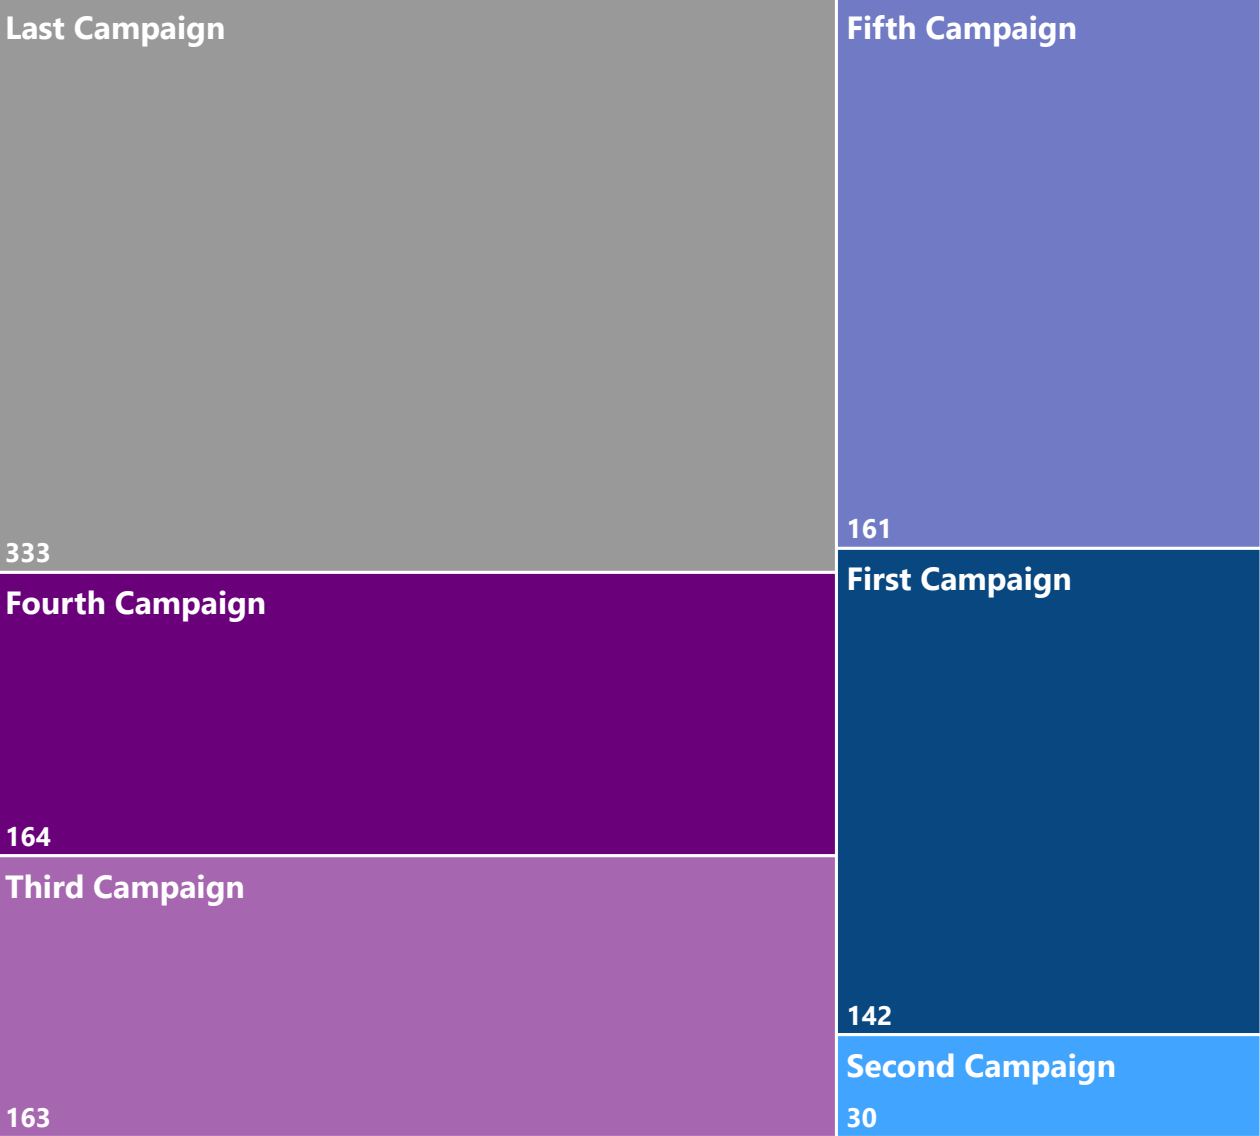 Last Campaign
333
Fourth Campaign
164
Third Campaign
163
Fifth Campaign
161
First Campaign
142
Second Campaign
30